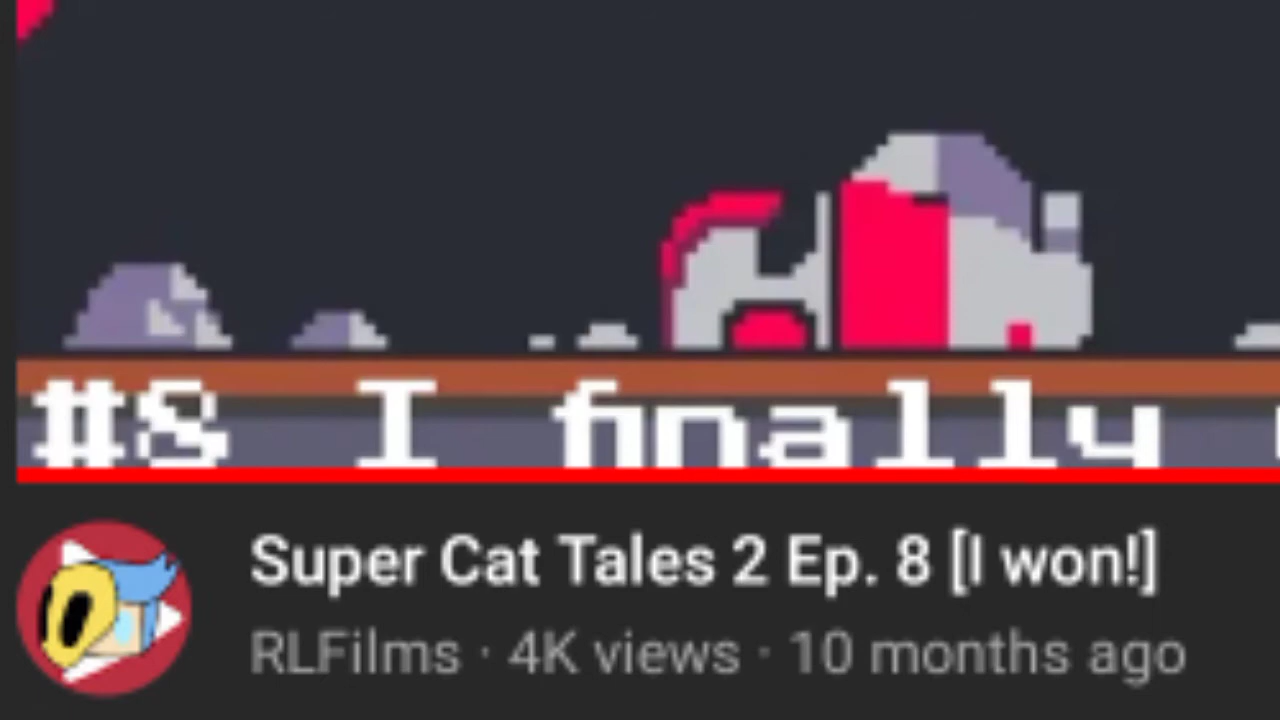 #8 I finally
Super Cat Tales 2 Ep. 8 [I won!]
RLFilms · 4K views · 10 months ago